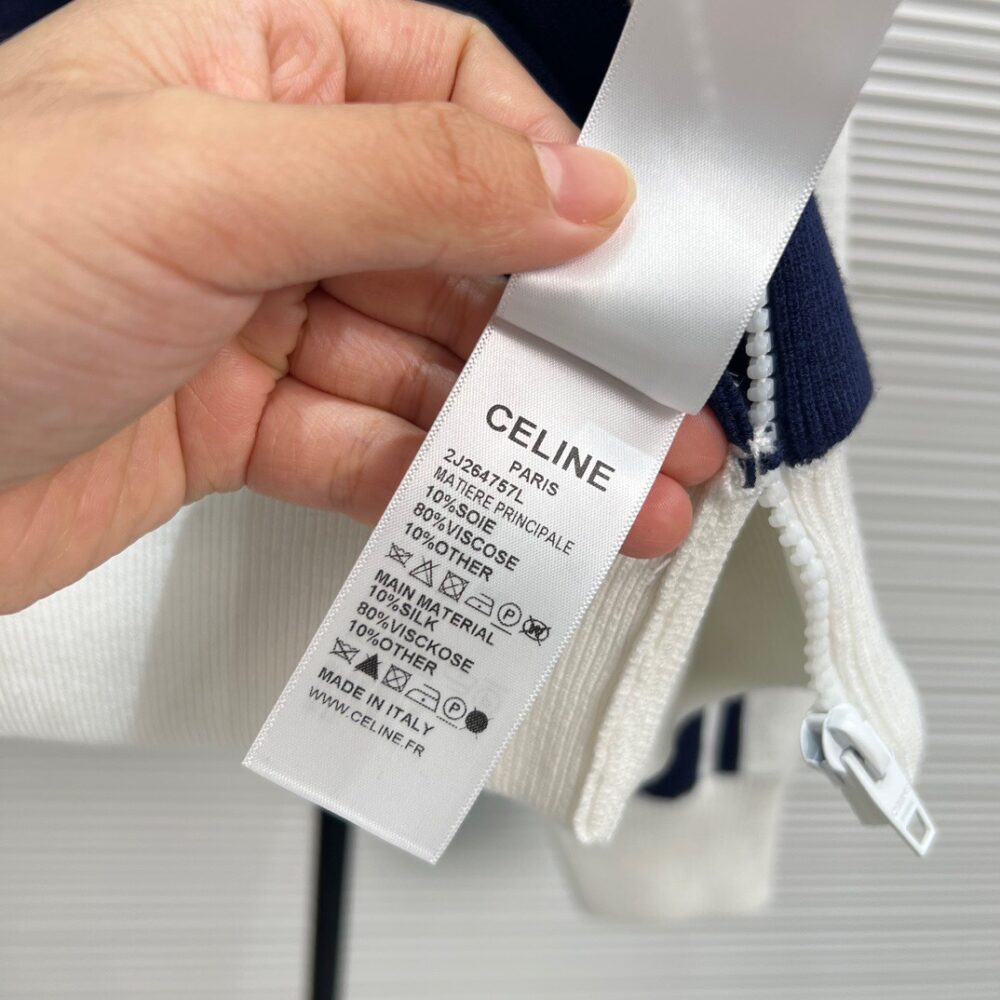 CELINE
PARIS
2J264757L
MATIERE PRINCIPALE
10%SOIE
80%VISCOSE
10%OTHER
P
MAIN MATERIAL
10%SILK
80%VISCKOSE
10%OTHER
P
MADE IN ITALY
WWW.CELINE.FR